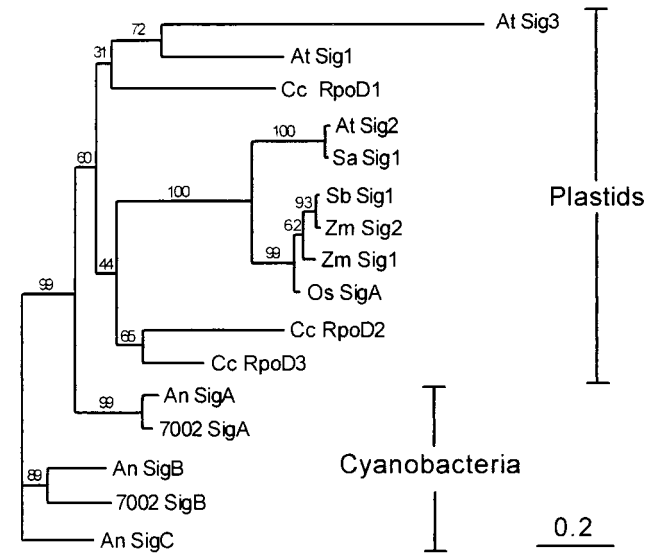 At Sig3
72
31
At Sig1
Cc RpoD1
At Sig2
100
Sa Sig1
60
Sb Sig1
100
93
Plastids
62
Zm Sig2
99
Zm Sig1
44
Os SigA
99
Cc RpoD2
65
Cc RpoD3
An SigA
99
7002 SigA
Cyanobacteria
An SigB
89
7002 SigB
0.2
An SigC